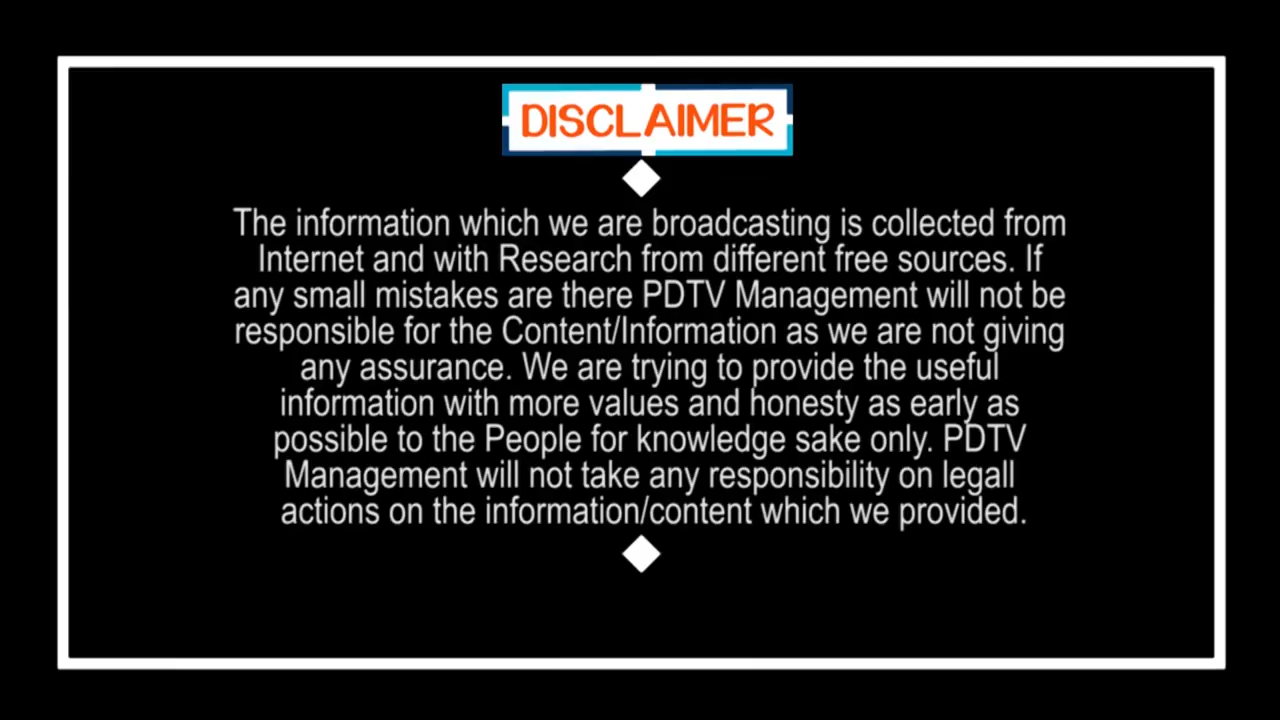 DISCLAIMER
The information which we are broadcasting is collected from
Internet and with Research from different free sources. If
any small mistakes are there PDTV Management will not be
responsible for the Content/Information as we are not giving
any assurance. We are trying to provide the useful
information with more values and honesty as early as
possible to the People for knowledge sake only. PDTV
Management will not take any responsibility on legall
actions on the information/content which we provided.